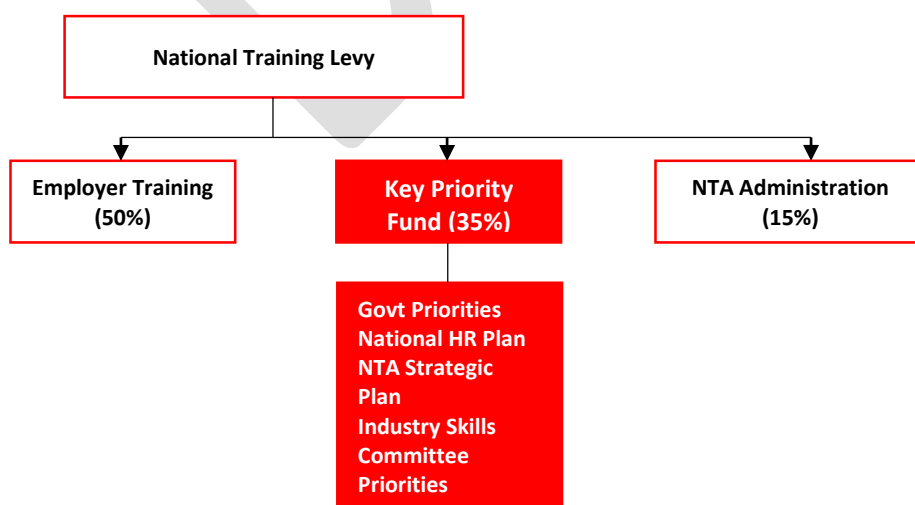 National Training Levy
Employer Training
(50%)
Key Priority
Fund (35%)
NTA Administration
(15%)
Govt Priorities
National HR Plan
NTA Strategic
Plan
Industry Skills
Committee
Priorities